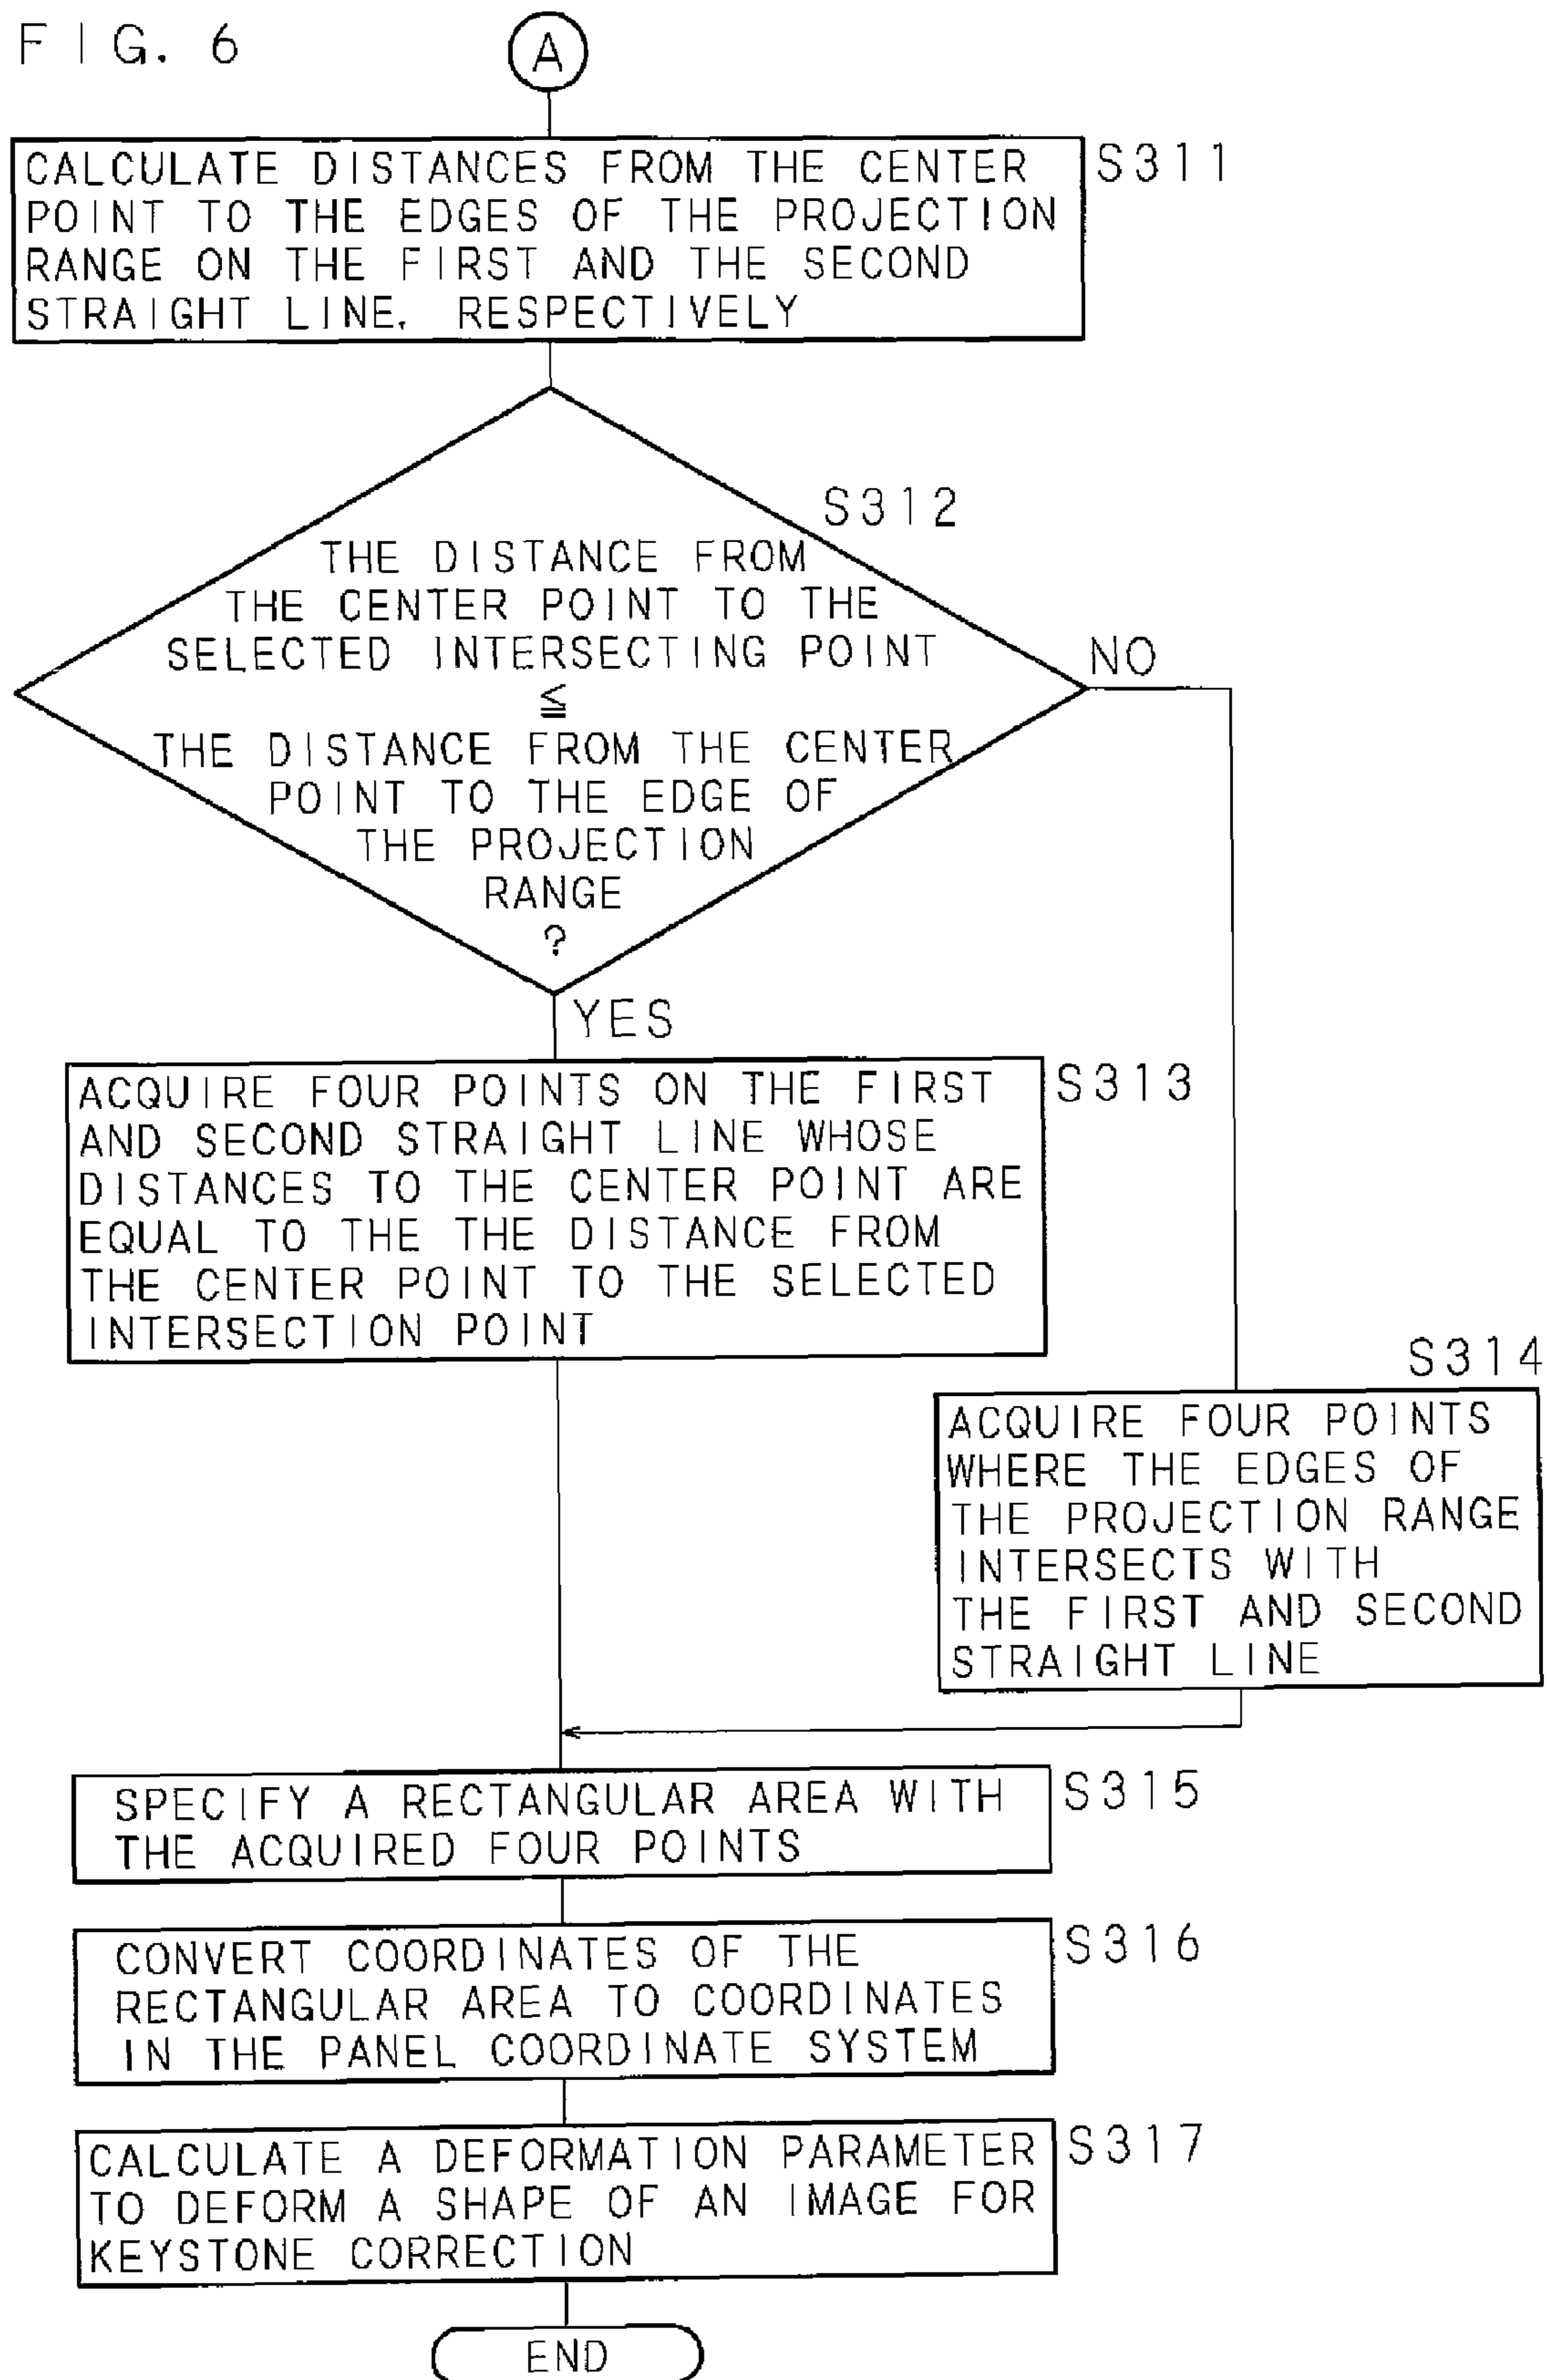 FIG. 6
A
CALCULATE DISTANCES FROM THE CENTER
POINT TO THE EDGES OF THE PROJECTION
RANGE ON THE FIRST AND THE SECOND
STRAIGHT LINE, RESPECTIVELY
S311
S312
THE DISTANCE FROM
THE CENTER POINT TO THE
SELECTED INTERSECTING POINT
≦
THE DISTANCE FROM THE CENTER
POINT TO THE EDGE OF
THE PROJECTION
RANGE
?
NO
YES
ACQUIRE FOUR POINTS ON THE FIRST
AND SECOND STRAIGHT LINE WHOSE
DISTANCES TO THE CENTER POINT ARE
EQUAL TO THE THE DISTANCE FROM
THE CENTER POINT TO THE SELECTED
INTERSECTION POINT
S313
S314
ACQUIRE FOUR POINTS
WHERE THE EDGES OF
THE PROJECTION RANGE
INTERSECTS WITH
THE FIRST AND SECOND
STRAIGHT LINE
SPECIFY A RECTANGULAR AREA WITH
THE ACQUIRED FOUR POINTS
S315
CONVERT COORDINATES OF THE
RECTANGULAR AREA TO COORDINATES
IN THE PANEL COORDINATE SYSTEM
S316
CALCULATE A DEFORMATION PARAMETER
TO DEFORM A SHAPE OF AN IMAGE FOR
KEYSTONE CORRECTION
S317
END